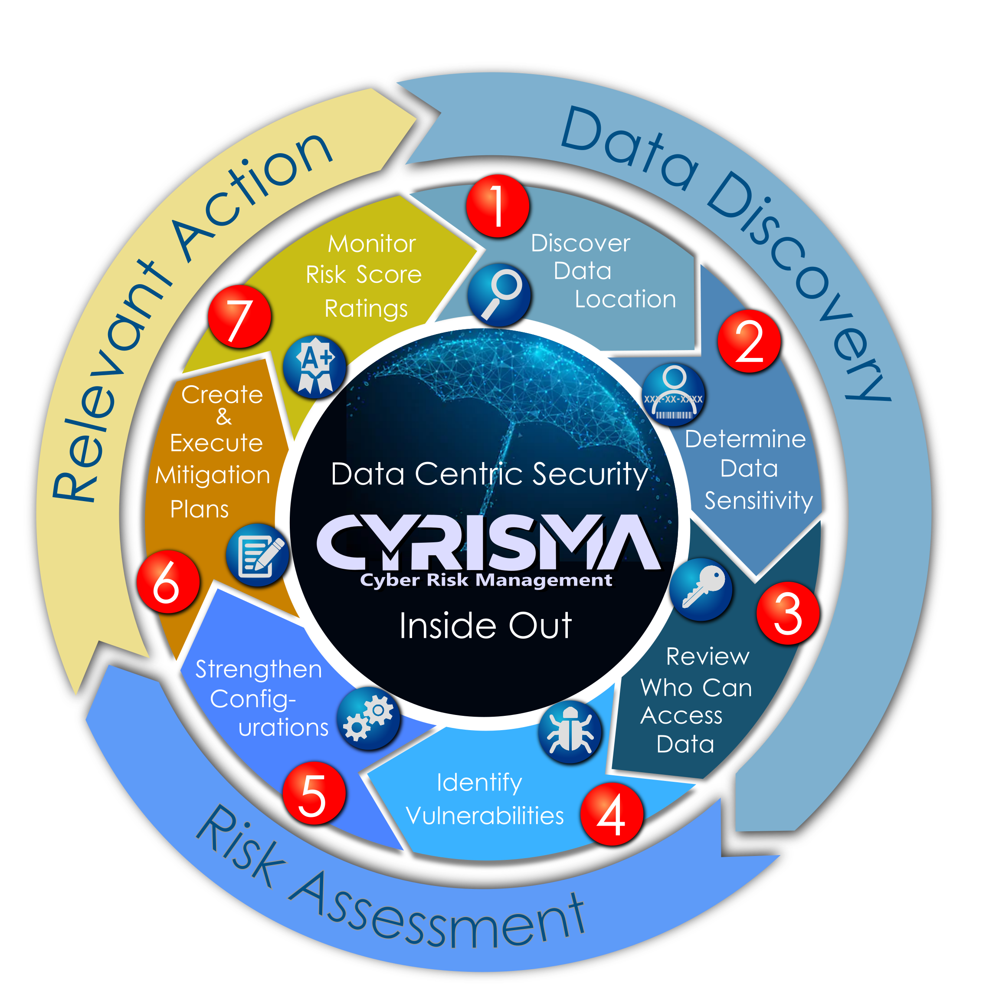 Data Discovery
Risk Assessment
Relevant Action
1
Discover
Data
Location
2
XXX-XX-XXXX
Determine
Data
Sensitivity
3
Review
Who Can
Access
Data
4
Identify
Vulnerabilities
5
Strengthen
Config-
urations
6
Create
&
Execute
Mitigation
Plans
7
Monitor
Risk Score
Ratings
A+
Data Centric Security
CYRISMA
Cyber Risk Management
Inside Out